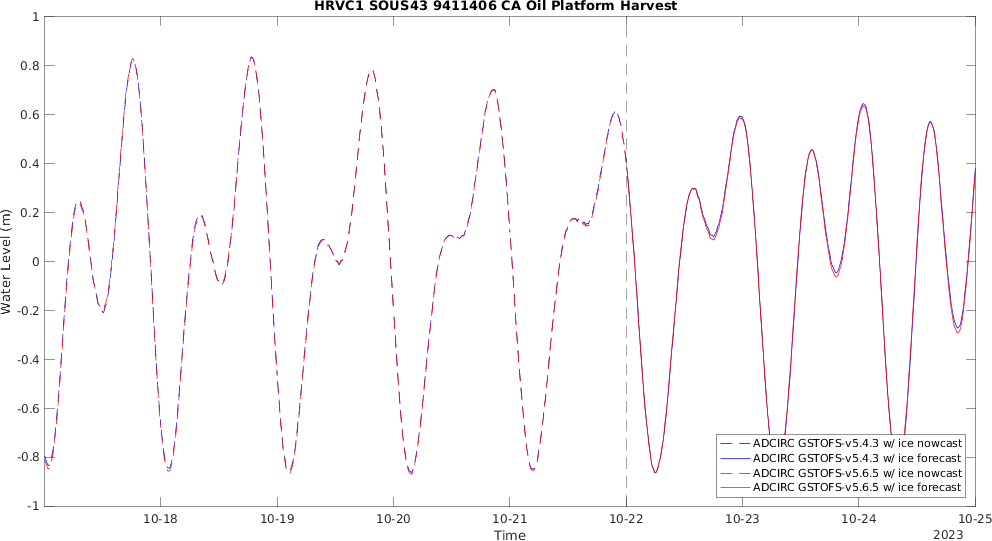 HRVC1 SOUS43 9411406 CA Oil Platform Harvest
1
0.8
0.6
0.4
0.2
0
-0.2
-0.4
-0.6
-0.8
-1
Water Level (m)
ADCIRC GSTOFS-v5.4.3 w/ ice nowcast
ADCIRC GSTOFS-v5.4.3 w/ ice forecast
ADCIRC GSTOFS-v5.6.5 w/ ice nowcast
ADCIRC GSTOFS-v5.6.5 w/ ice forecast
10-18 10-19 10-20 10-21 10-22 10-23 10-24 10-25
Time
2023